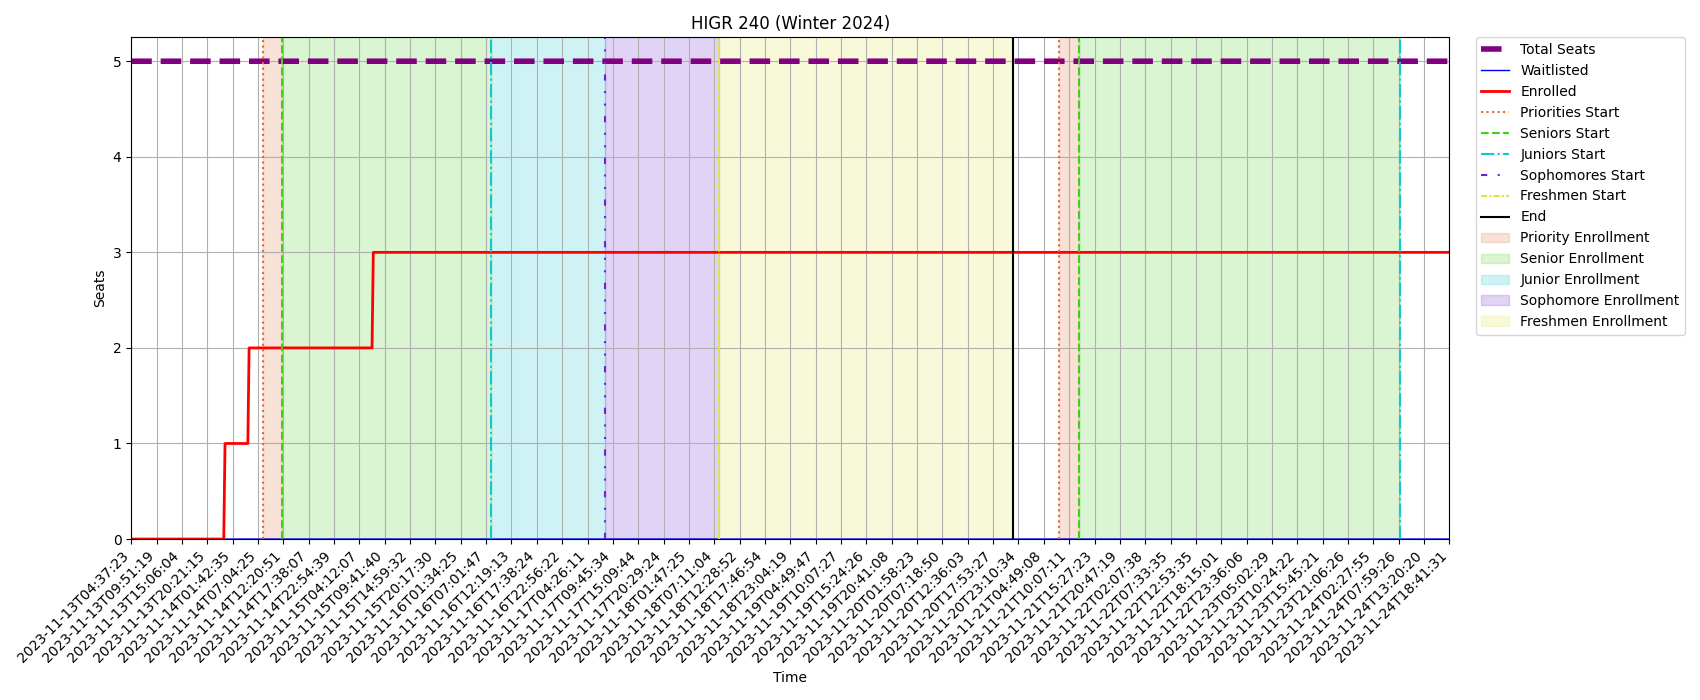 HIGR 240 (Winter 2024)
Seats
5
4
3
2
1
0
2023-11-13T04:37:23
2023-11-13T09:51:19
2023-11-13T15:06:04
2023-11-13T20:21:15
2023-11-14T01:42:35
2023-11-14T07:04:25
2023-11-14T12:20:51
2023-11-14T17:38:07
2023-11-14T22:54:39
2023-11-15T04:12:07
2023-11-15T09:41:40
2023-11-15T14:59:32
2023-11-15T20:17:30
2023-11-16T01:34:25
2023-11-16T07:01:47
2023-11-16T12:19:13
2023-11-16T17:38:24
2023-11-16T22:56:22
2023-11-17T04:26:11
2023-11-17T09:45:34
2023-11-17T15:09:44
2023-11-17T20:29:24
2023-11-18T01:47:25
2023-11-18T07:11:04
2023-11-18T12:28:52
2023-11-18T17:46:54
2023-11-18T23:04:19
2023-11-19T04:49:47
2023-11-19T10:07:27
2023-11-19T15:24:26
2023-11-19T20:41:08
2023-11-20T01:58:23
2023-11-20T07:18:50
2023-11-20T12:36:03
2023-11-20T17:53:27
2023-11-20T23:10:34
2023-11-21T04:49:08
2023-11-21T10:07:11
2023-11-21T15:27:23
2023-11-21T20:47:19
2023-11-22T02:07:38
2023-11-22T07:33:35
2023-11-22T12:53:35
2023-11-22T18:15:01
2023-11-22T23:36:06
2023-11-23T05:02:29
2023-11-23T10:24:22
2023-11-23T15:45:21
2023-11-23T21:06:26
2023-11-24T02:27:55
2023-11-24T07:59:26
2023-11-24T13:20:20
2023-11-24T18:41:31
Time
Total Seats
Waitlisted
Enrolled
Priorities Start
Seniors Start
Juniors Start
Sophomores Start
Freshmen Start
End
Priority Enrollment
Senior Enrollment
Junior Enrollment
Sophomore Enrollment
Freshmen Enrollment